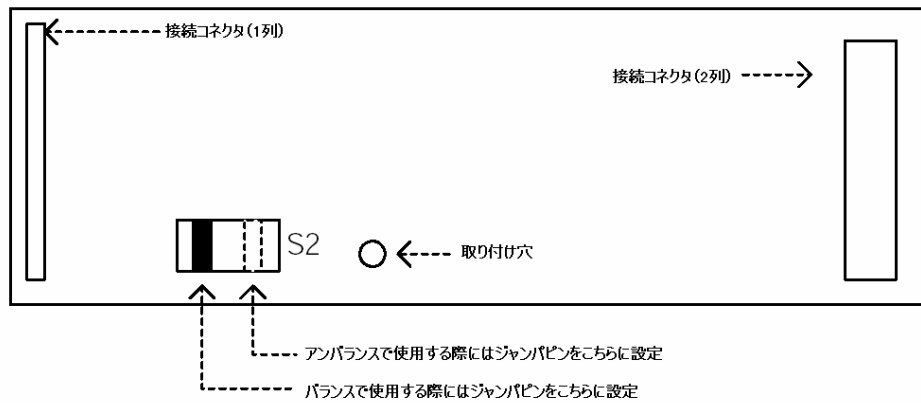 接続コネクタ(1列)
接続コネクタ(2列)
S2
取り付け穴
アンバランスで使用する際にはジャンパピンをこちらに設定
バランスで使用する際にはジャンパピンをこちらに設定